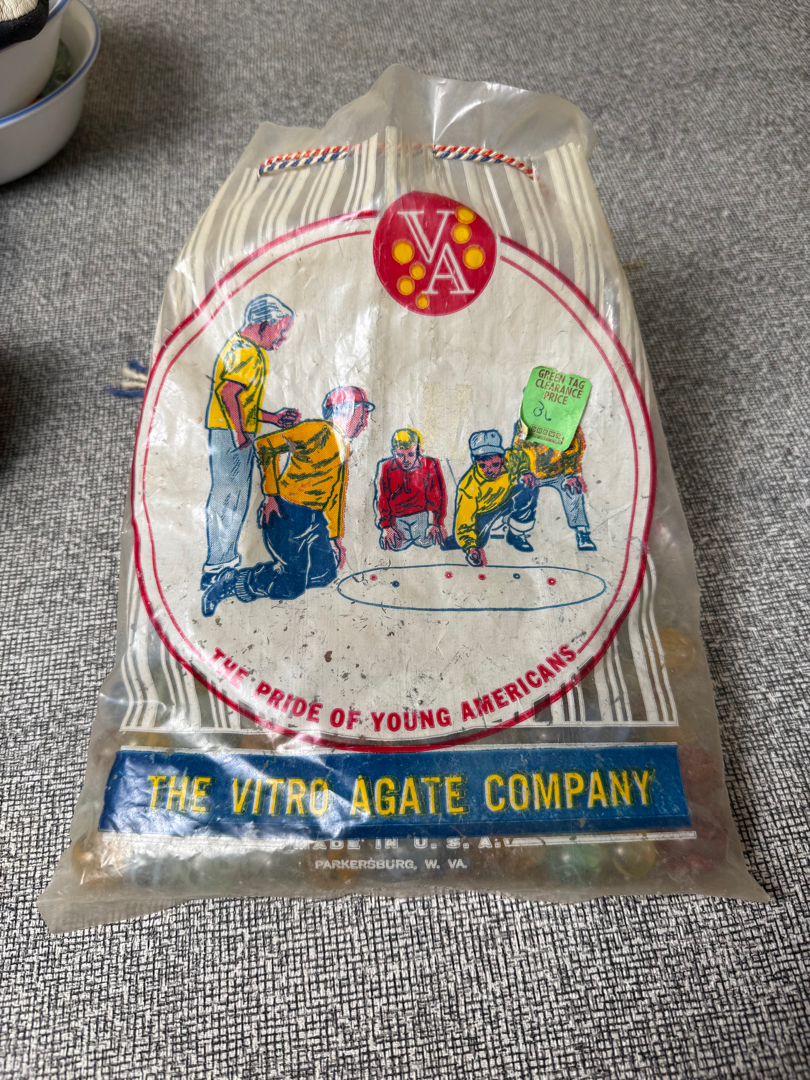 VA
GREEN TAG
CLEARANCE
PRICE
THE PRIDE OF YOUNG AMERICANS
THE VITRO AGATE COMPANY
MADE IN U. S. A.
PARKERSBURG, W. VA.